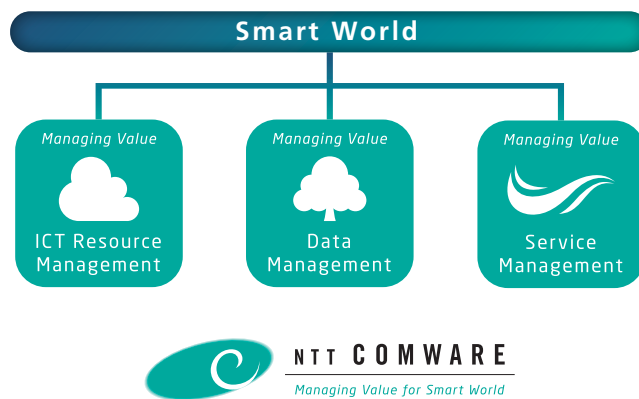 Smart World
Managing Value
ICT Resource
Management
Managing Value
Data
Management
Managing Value
Service
Management
NTT COMWARE
Managing Value for Smart World